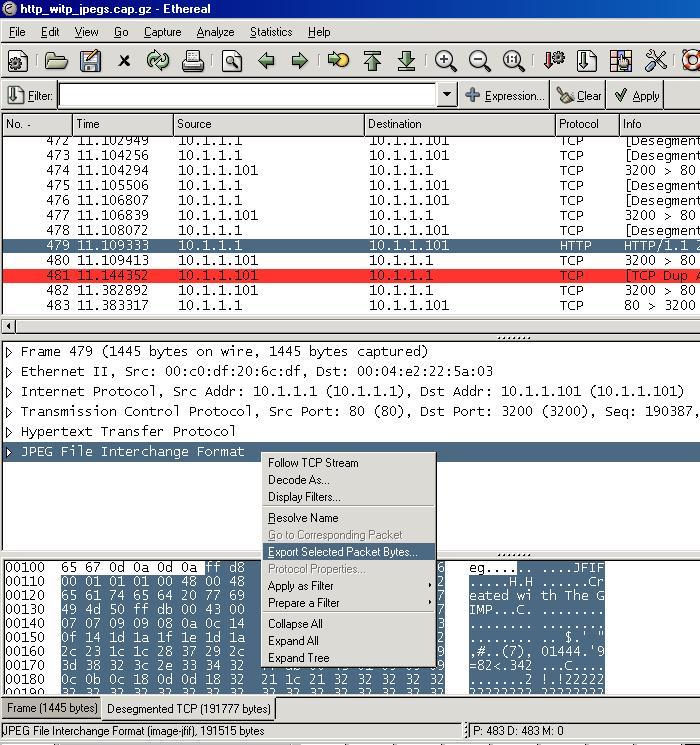 http_witp_jpegs.cap.gz - Ethereal
File Edit View Go Capture Analyze Statistics Help
Filter: Expression... Clear Apply
No. - Time Source Destination Protocol Info
472 11.102949 10.1.1.1 10.1.1.101 TCP [Desegment
473 11.104256 10.1.1.1 10.1.1.101 TCP [Desegment
474 11.104294 10.1.1.101 10.1.1.1 TCP 3200 > 80
475 11.105506 10.1.1.1 10.1.1.101 TCP [Desegment
476 11.106807 10.1.1.1 10.1.1.101 TCP [Desegment
477 11.106839 10.1.1.101 10.1.1.1 TCP 3200 > 80
478 11.108072 10.1.1.1 10.1.1.101 TCP [Desegment
479 11.109333 10.1.1.1 10.1.1.101 HTTP HTTP/1.1 2
480 11.109413 10.1.1.101 10.1.1.1 TCP 3200 > 80
481 11.144352 10.1.1.101 10.1.1.1 TCP [TCP Dup A
482 11.382892 10.1.1.101 10.1.1.1 TCP 3200 > 80
483 11.383317 10.1.1.1 10.1.1.101 TCP 80 > 3200
Frame 479 (1445 bytes on wire, 1445 bytes captured)
Ethernet II, Src: 00:c0:df:20:6c:df, Dst: 00:04:e2:22:5a:03
Internet Protocol, Src Addr: 10.1.1.1 (10.1.1.1), Dst Addr: 10.1.1.101 (10.1.1.101)
Transmission Control Protocol, Src Port: 80 (80), Dst Port: 3200 (3200), Seq: 190387,
Hypertext Transfer Protocol
JPEG File Interchange Format
Follow TCP Stream
Decode As...
Display Filters...
Resolve Name
Go to Corresponding Packet
Export Selected Packet Bytes...
Protocol Properties...
Apply as Filter
Prepare a Filter
Collapse All
Expand All
Expand Tree
00100 65 67 0d 0a 0d 0a ff d8 eg..... ......JFIF
00110 00 01 01 01 00 48 00 48 .....H.H ......Cr
00120 65 61 74 65 64 20 77 69 eated wi th The G
00130 49 4d 50 ff db 00 43 00 IMP...C. ........
00140 07 07 09 09 08 0a 0c 14
00150 0f 14 1d 1a 1f 1e 1d 1a ........ $.' "
00160 2c 23 1c 1c 28 37 29 2c ,#..(7), 01444.'9
00170 3d 38 32 3c 2e 33 34 32 =82<.342 ...C....
00180 0c 0b 0c 18 0d 0d 18 32 21 1c 21 32 32 32 32 32 .......2 !.!22222
Frame (1445 bytes) Desegmented TCP (191777 bytes)
JPEG File Interchange Format (image-jfif), 191515 bytes P: 483 D: 483 M: 0